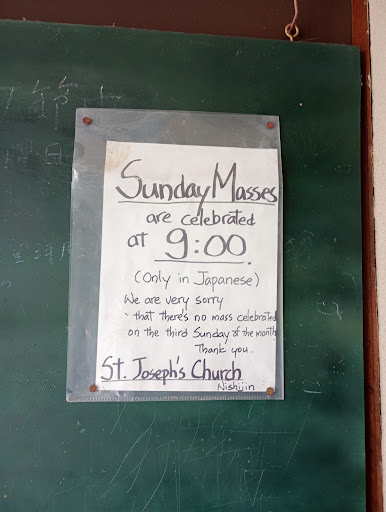 Sunday Masses
are celebrated
at 9:00.
(Only in Japanese)
We are very sorry
that there's no mass celebrated
on the third Sunday of the month
Thank you.
St. Joseph's Church
Nishijin